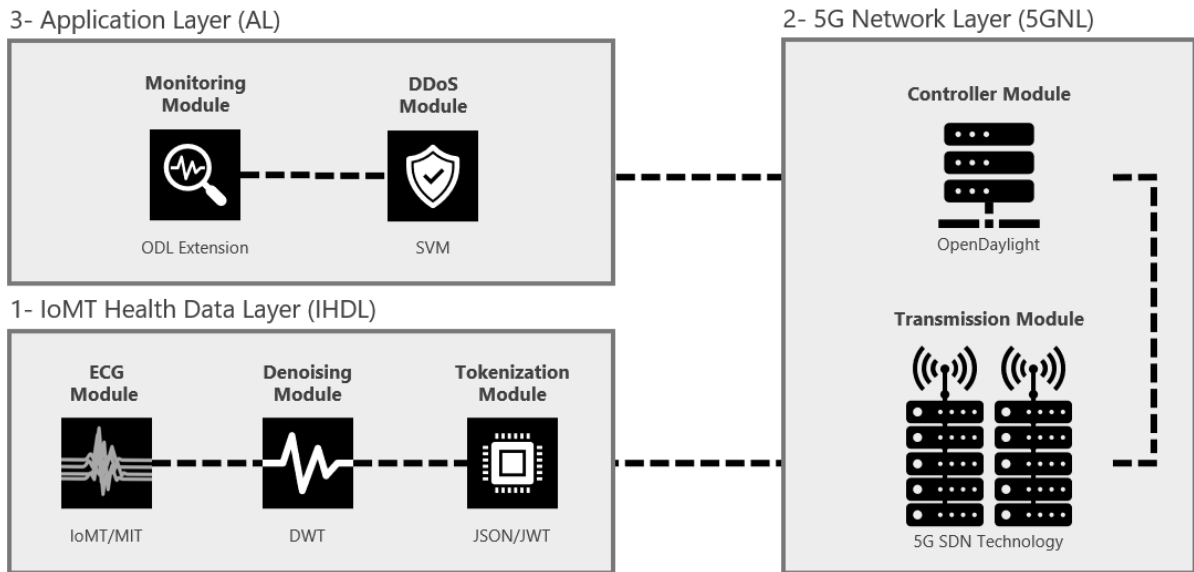 3- Application Layer (AL)
Monitoring
Module
DDoS
Module
ODL Extension
SVM
2- 5G Network Layer (5GNL)
Controller Module
OpenDaylight
Transmission Module
5G SDN Technology
1- IoMT Health Data Layer (IHDL)
ECG
Module
Denoising
Module
Tokenization
Module
IoMT/MIT
DWT
JSON/JWT